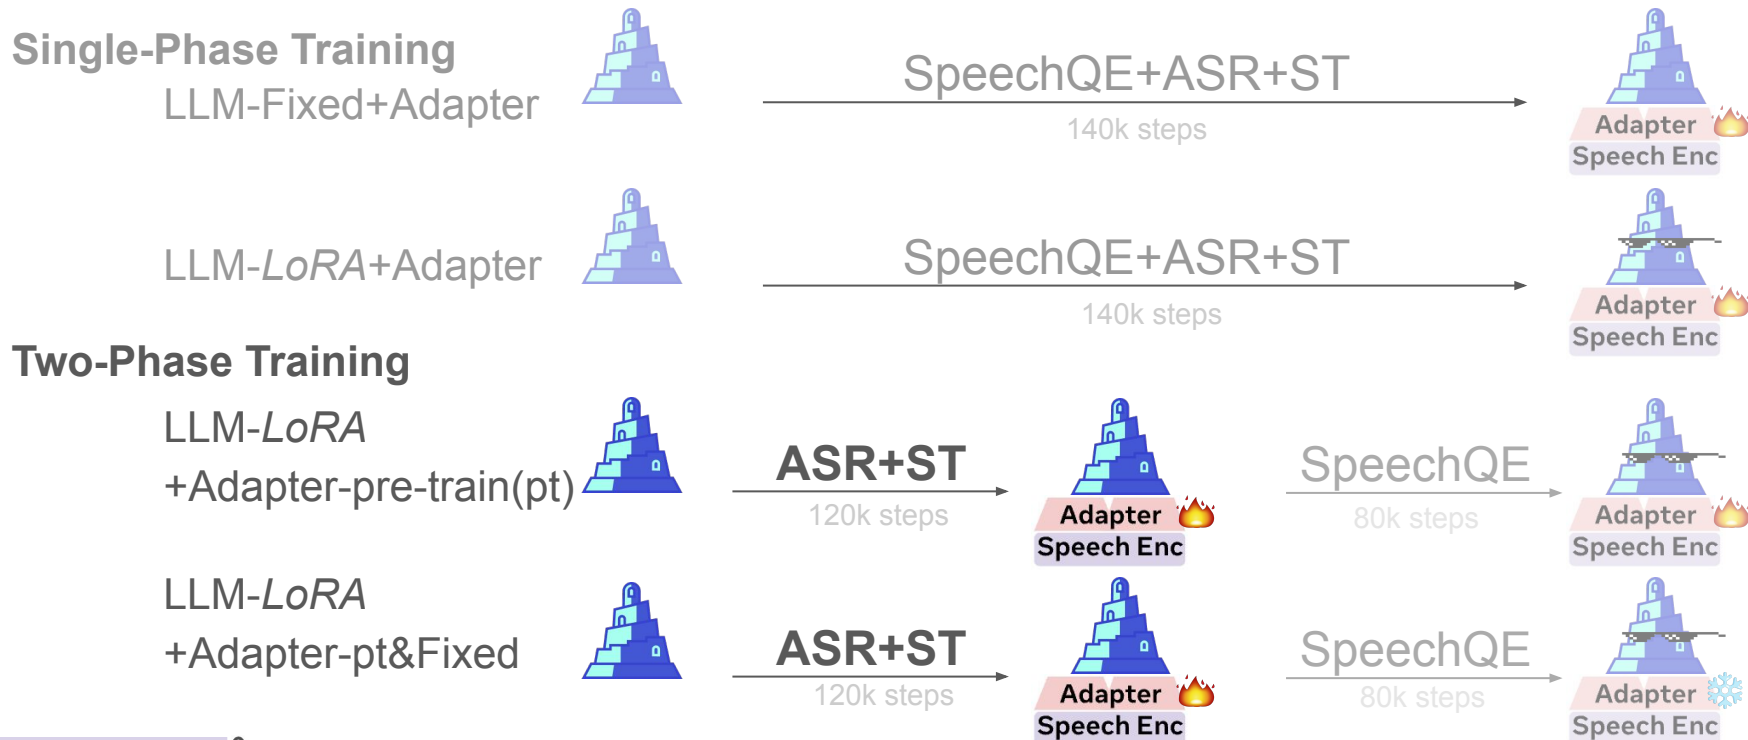 Single-Phase Training
LLM-Fixed+Adapter
SpeechQE+ASR+ST
140k steps
Adapter
Speech Enc
LLM-LoRA+Adapter
SpeechQE+ASR+ST
140k steps
Adapter
Speech Enc
Two-Phase Training
LLM-LoRA
+Adapter-pre-train(pt)
ASR+ST
120k steps
Adapter
Speech Enc
SpeechQE
80k steps
Adapter
Speech Enc
LLM-LoRA
+Adapter-pt&Fixed
ASR+ST
120k steps
Adapter
Speech Enc
SpeechQE
80k steps
Adapter
Speech Enc